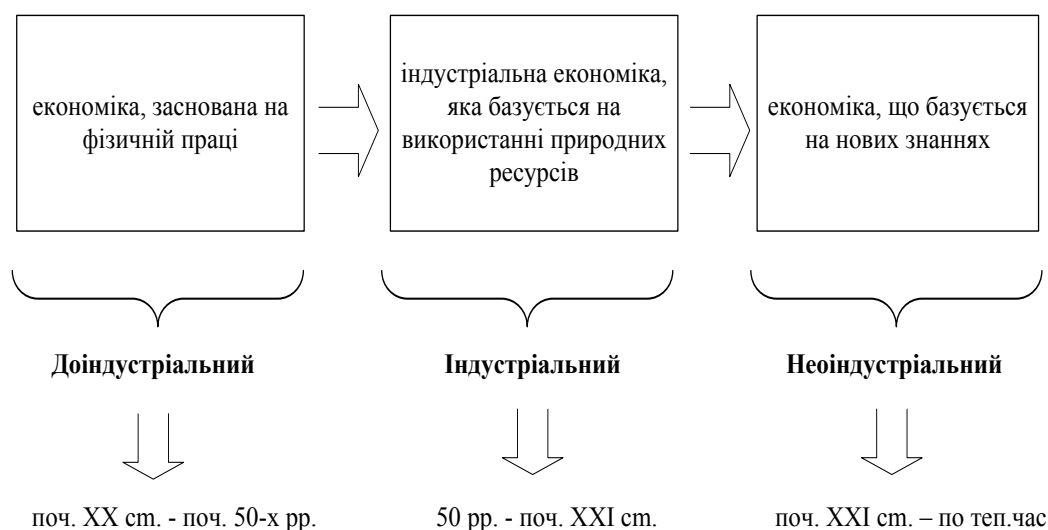 економіка, заснована на
фізичній праці
індустріальна економіка,
яка базується на
використанні природних
ресурсів
економіка, що базується
на нових знаннях
Доіндустріальний
Індустріальний
Неоіндустріальний
поч. XX cm. - поч. 50-х рр.
50 рр. - поч. XXI cm.
поч. XXI cm. – по теп.час